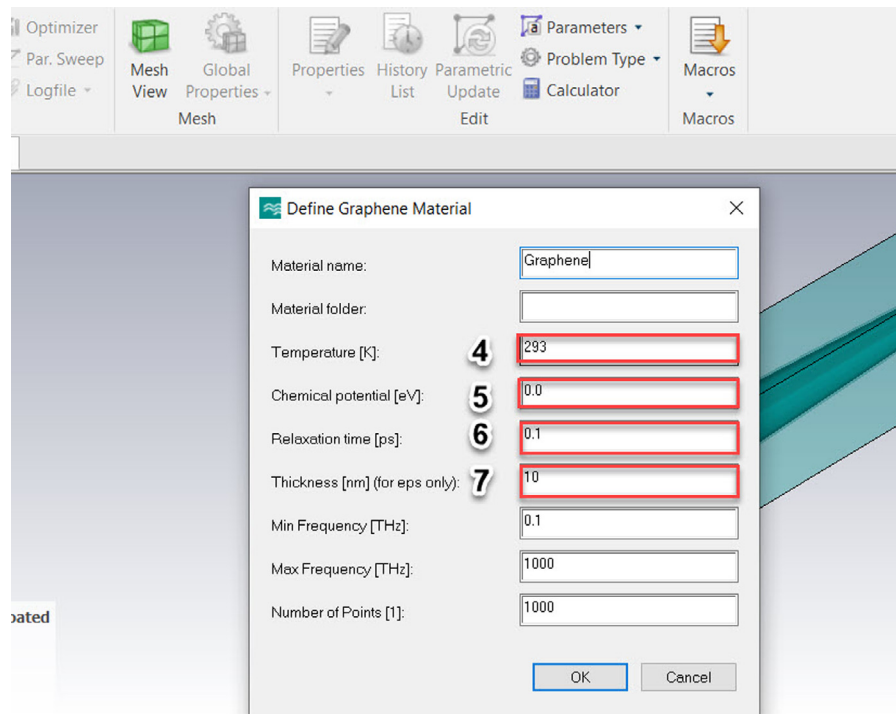 Optimizer
Par. Sweep
Logfile
Mesh View
Global Properties
Mesh
Properties
History List
Parametric Update
Parameters
Problem Type
Calculator
Edit
Macros
Macros
Define Graphene Material
Material name: Graphene
Material folder:
Temperature [K]: 4 293
Chemical potential [eV]: 5 0.0
Relaxation time [ps]: 6 0.1
Thickness [nm] (for eps only): 7 10
Min Frequency [THz]: 0.1
Max Frequency [THz]: 1000
Number of Points [1]: 1000
OK Cancel